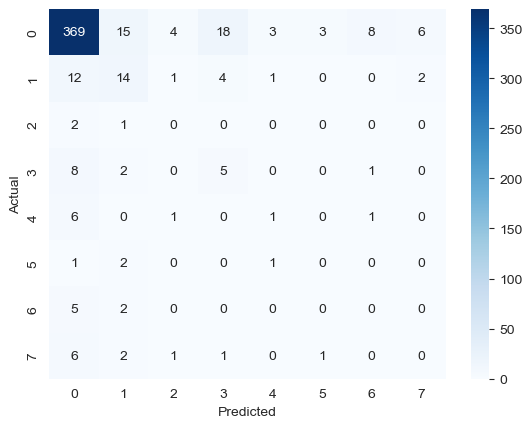 0 369 15 4 18 3 3 8 6
1 12 14 1 4 1 0 0 2
2 2 1 0 0 0 0 0 0
3 8 2 0 5 0 0 1 0
4 6 0 1 0 1 0 1 0
5 1 2 0 0 1 0 0 0
6 5 2 0 0 0 0 0 0
7 6 2 1 1 0 1 0 0
0 1 2 3 4 5 6 7
Predicted
Actual
350
300
250
200
150
100
50
0